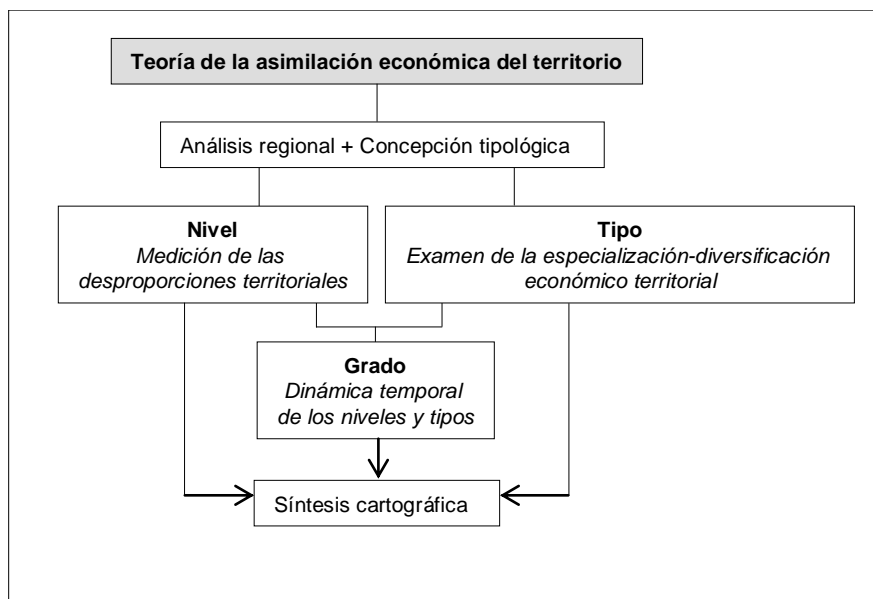 Teoría de la asimilación económica del territorio
Análisis regional + Concepción tipológica
Nivel
Medición de las
desproporciones territoriales
Tipo
Examen de la especialización-diversificación
económico territorial
Grado
Dinámica temporal
de los niveles y tipos
Síntesis cartográfica